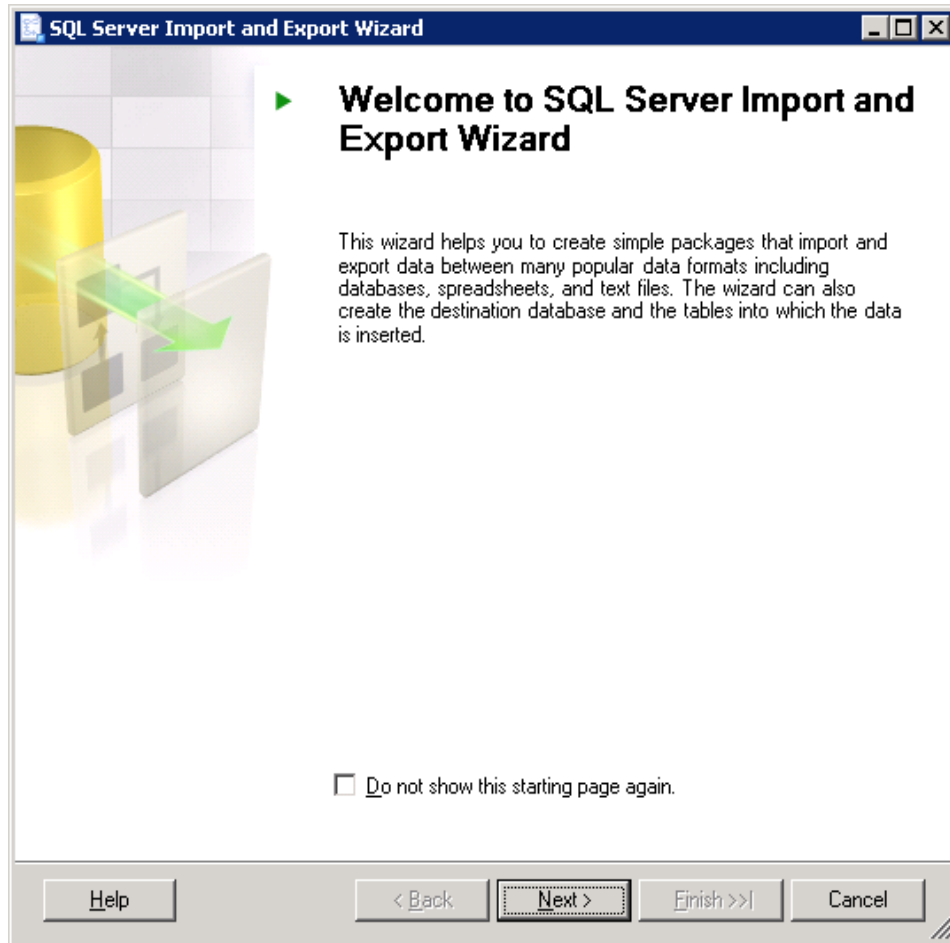 SQL Server Import and Export Wizard
Welcome to SQL Server Import and
Export Wizard
This wizard helps you to create simple packages that import and
export data between many popular data formats including
databases, spreadsheets, and text files. The wizard can also
create the destination database and the tables into which the data
is inserted.
Do not show this starting page again.
Help
< Back
Next >
Finish >>|
Cancel